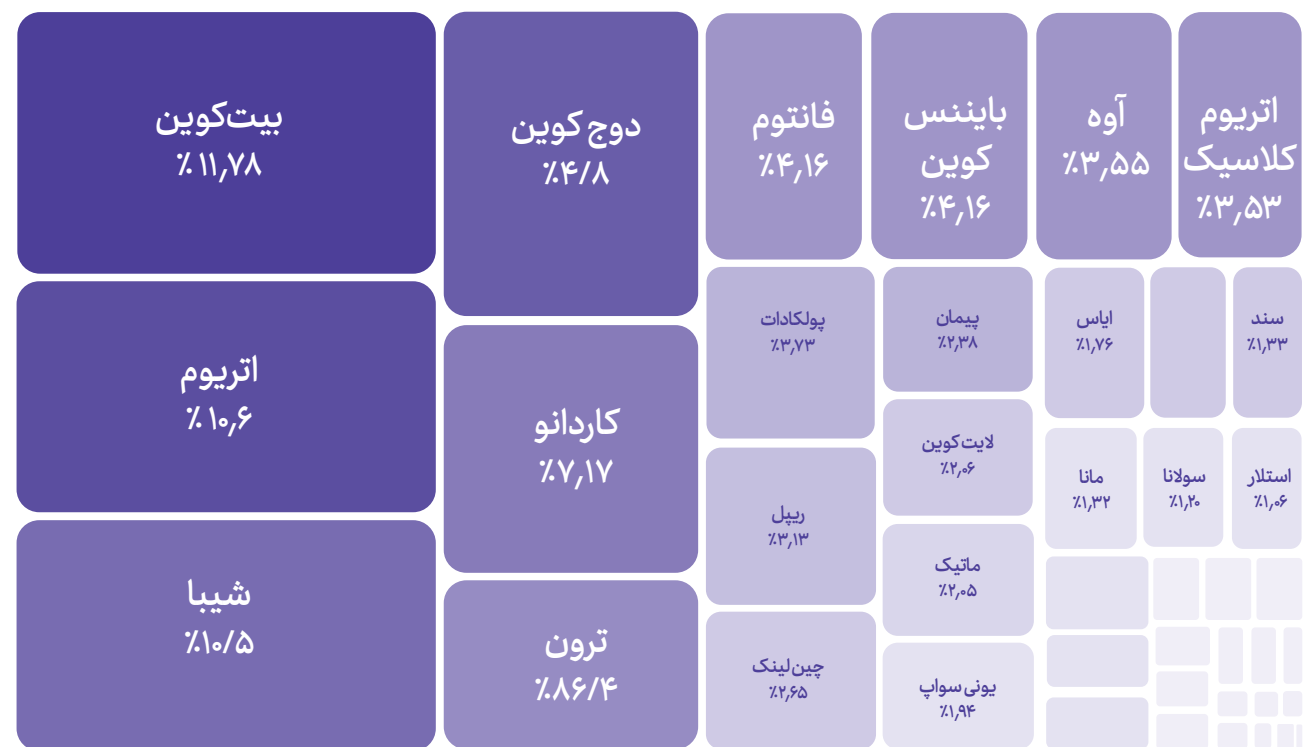 بیت‌کوین
٪ ۱۱٫۷۸
اتریوم
٪ ۱۰٫۶
شیبا
٪۱۰/۵
دوج کوین
٪۴/۸
کاردانو
٪۷٫۱۷
ترون
٪۸۶/۴
فانتوم
٪۴٫۱۶
بایننس
کوین
٪۴٫۱۶
آوه
٪۳٫۵۵
اتریوم
کلاسیک
٪۳٫۵۳
پولکادات
٪۳٫۷۳
ریپل
٪۳٫۱۳
چین‌لینک
٪۲٫۶۵
پیمان
٪۲٫۳۸
لایت‌کوین
٪۲٫۰۶
ماتیک
٪۲٫۰۵
یونی‌سواپ
٪۱٫۹۴
ایاس
٪۱٫۷۶
سند
٪۱٫۳۳
مانا
٪۱٫۳۲
سولانا
٪۱٫۲۰
استلار
٪۱٫۰۶